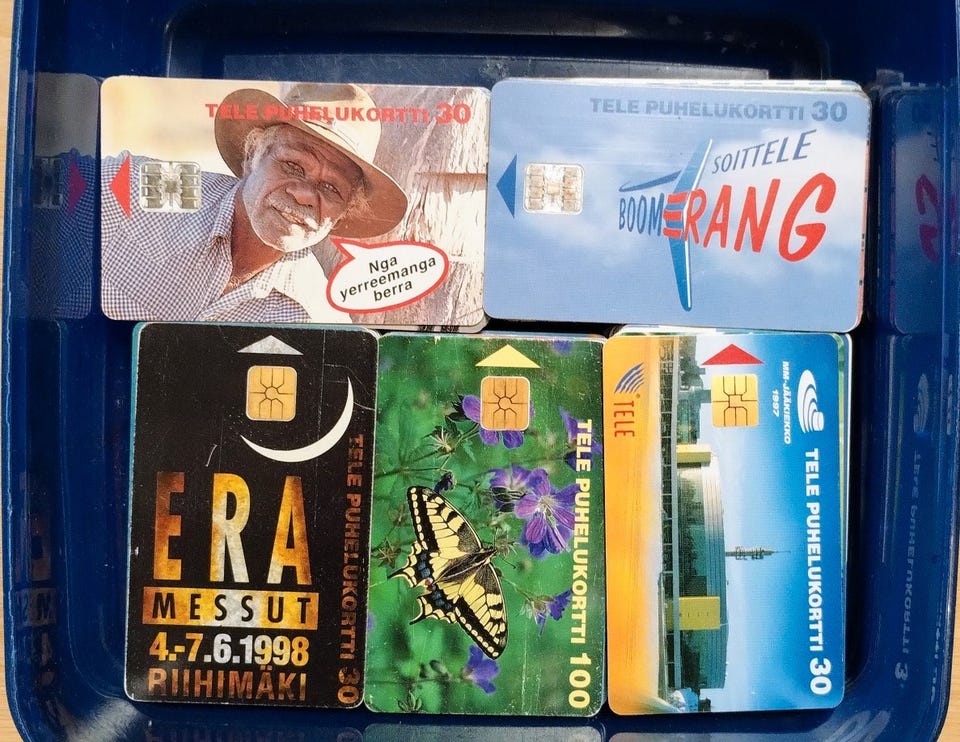 TELE PUHELUKORTTI 30
Nga
yerreemanga
berra
TELE PUHELUKORTTI 30
SOITTELE
BOOMERANG
ERA
MESSUT
4.-7.6.1998
RIIHIMÄKI
TELE PUHELUKORTTI 30
TELE PUHELUKORTTI 100
TELE
MM-JÄÄKIEKKO
1997
TELE PUHELUKORTTI 30